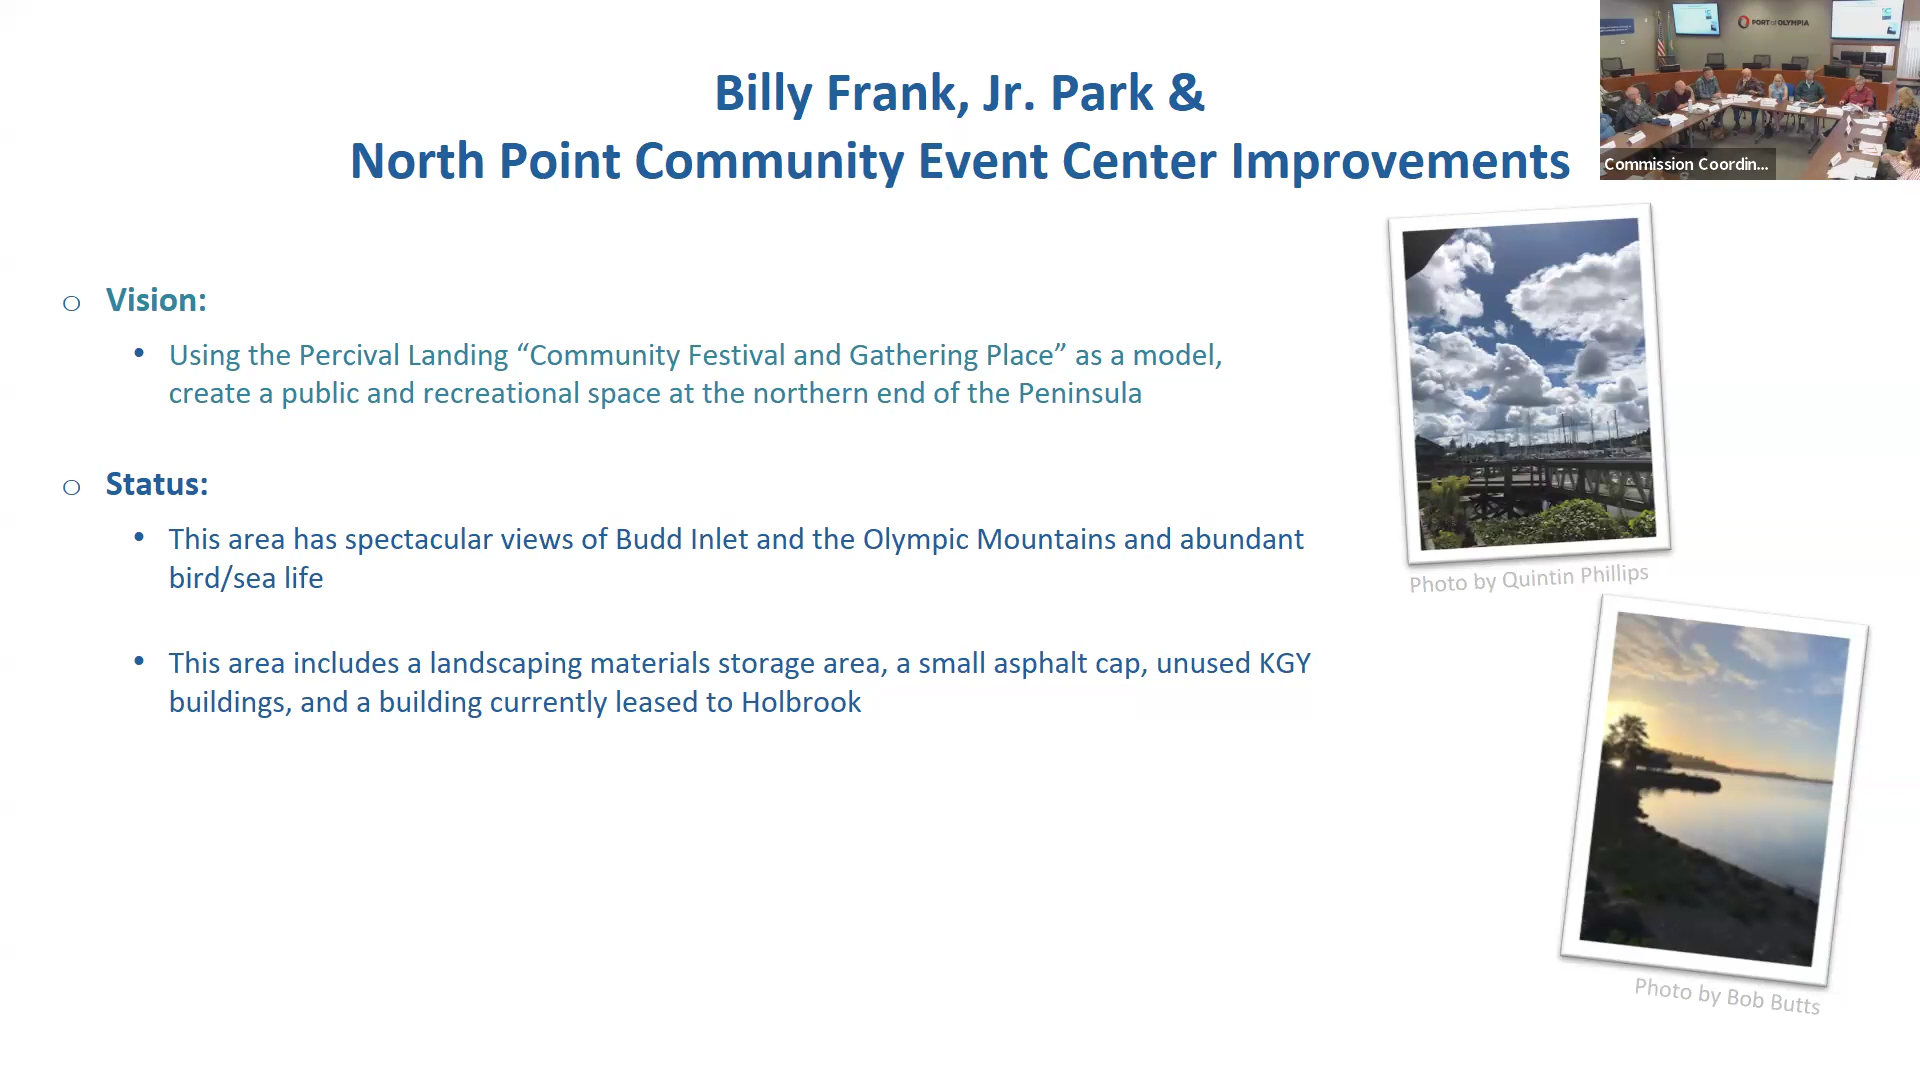 Billy Frank, Jr. Park &
North Point Community Event Center Improvements
PORT of OLYMPIA
Commission Coordin...
o Vision:
• Using the Percival Landing “Community Festival and Gathering Place” as a model,
create a public and recreational space at the northern end of the Peninsula
o Status:
• This area has spectacular views of Budd Inlet and the Olympic Mountains and abundant
bird/sea life
• This area includes a landscaping materials storage area, a small asphalt cap, unused KGY
buildings, and a building currently leased to Holbrook
Photo by Quintin Phillips
Photo by Bob Butts